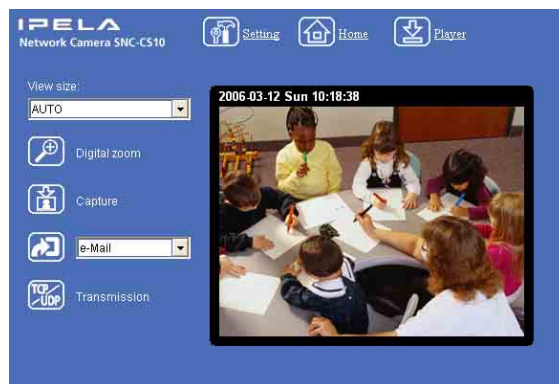 IPELA
Network Camera SNC-CS10
Setting
Home
Player
View size:
AUTO
2006-03-12 Sun 10:18:38
Digital zoom
Capture
e-Mail
TCP/UDP
Transmission